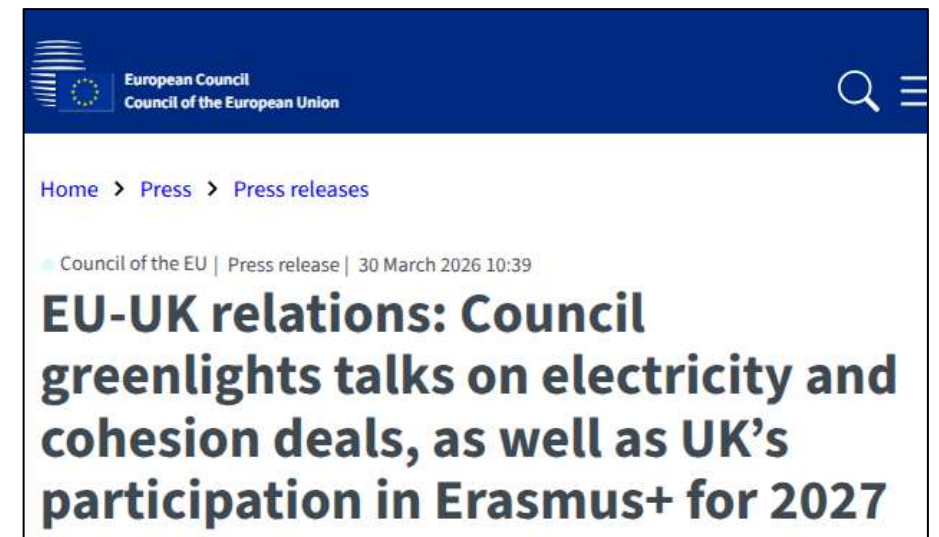 European Council
Council of the European Union
Home > Press > Press releases
Council of the EU | Press release | 30 March 2026 10:39
EU-UK relations: Council
greenlights talks on electricity and
cohesion deals, as well as UK’s
participation in Erasmus+ for 2027